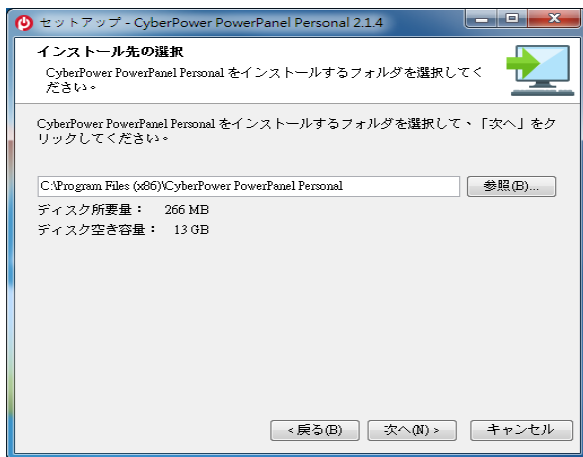 セットアップ - CyberPower PowerPanel Personal 2.1.4
インストール先の選択
CyberPower PowerPanel Personal をインストールするフォルダを選択してく
ださい。
CyberPower PowerPanel Personal をインストールするフォルダを選択して、「次へ」をク
リックしてください。
C:\Program Files (x86)\CyberPower PowerPanel Personal
参照(B)...
ディスク所要量： 266 MB
ディスク空き容量： 13 GB
< 戻る(B)
次へ(N) >
キャンセル